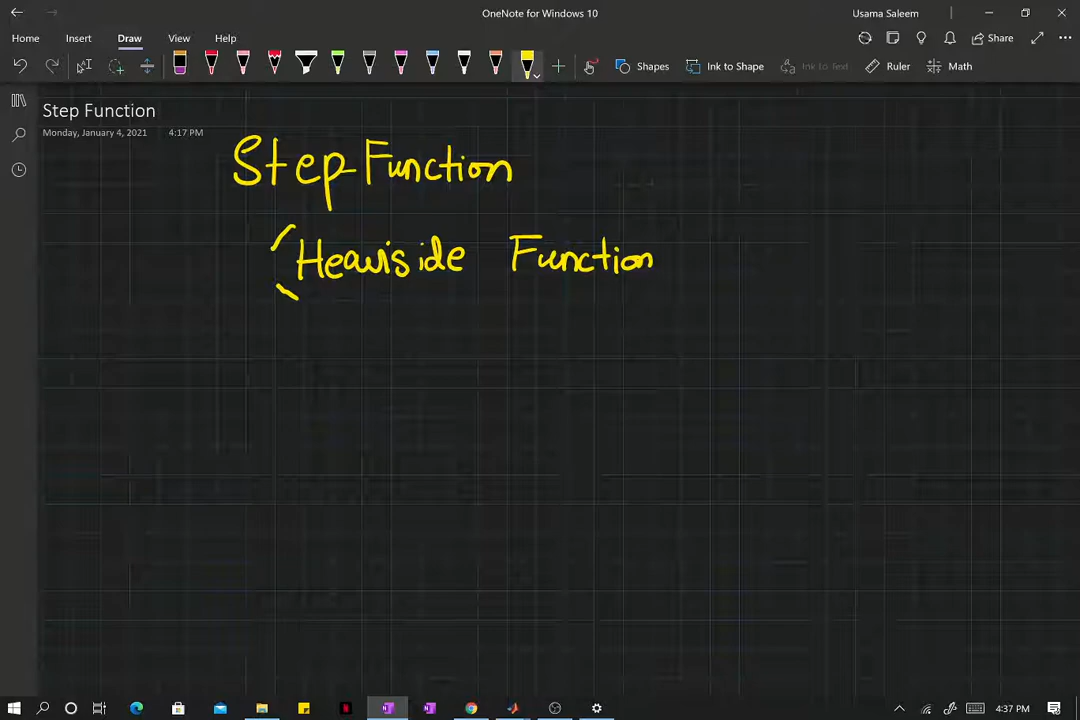 OneNote for Windows 10
Usama Saleem
Home Insert Draw View Help
Share
Shapes Ink to Shape Ink to Text Ruler Math
Step Function
Monday, January 4, 2021 4:17 PM
Step Function
Heaviside Function
4:37 PM